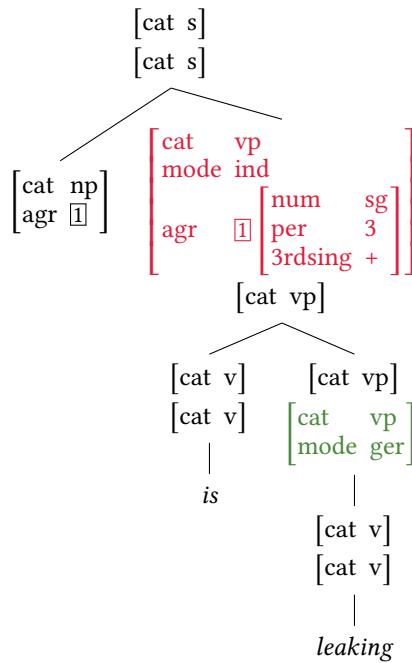 [cat s]
[cat s]
[cat np
agr 1]
[cat vp
mode ind
agr 1 [num sg
per 3
3rdsing +]]
[cat vp]
[cat v] [cat vp]
[cat v] [cat vp
mode ger]
is
[cat v]
[cat v]
leaking